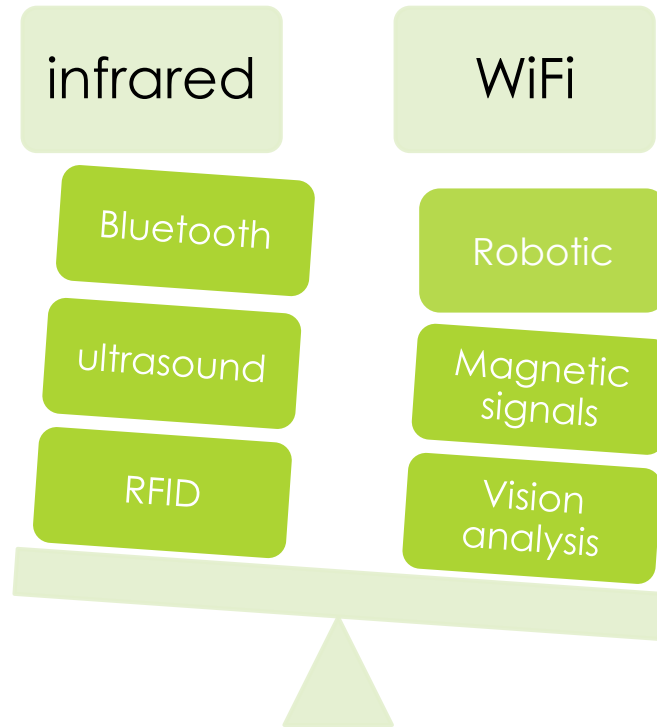 infrared
WiFi
Bluetooth
ultrasound
RFID
Robotic
Magnetic
signals
Vision
analysis